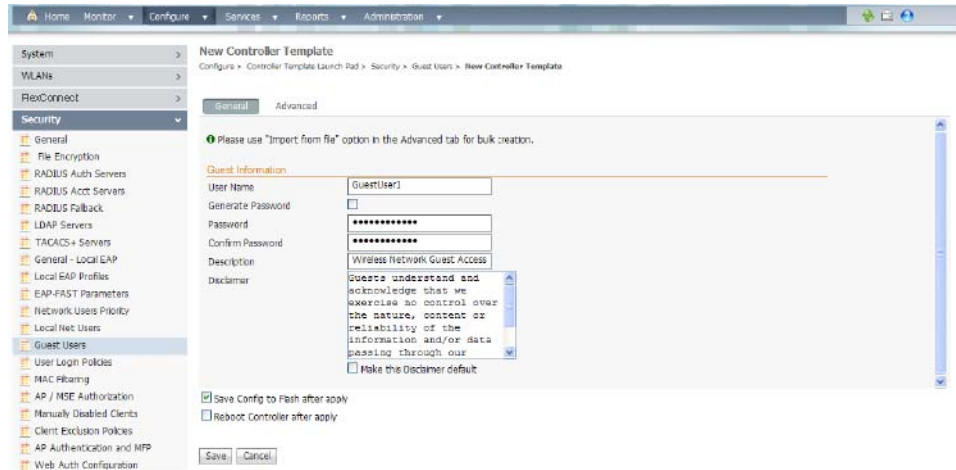 Home Monitor Configure Services Reports Administration
System
WLANs
FlexConnect
Security
General
File Encryption
RADIUS Auth Servers
RADIUS Acct Servers
RADIUS Fallback
LDAP Servers
TACACS+ Servers
General - Local EAP
Local EAP Profiles
EAP-FAST Parameters
Network Users Priority
Local Net Users
Guest Users
User Login Policies
MAC Filtering
AP / MSE Authorization
Manually Disabled Clients
Client Exclusion Policies
AP Authentication and MFP
Web Auth Configuration
New Controller Template
Configure > Controller Template Launch Pad > Security > Guest Users > New Controller Template
General Advanced
Please use "Import from file" option in the Advanced tab for bulk creation.
Guest Information
User Name GuestUser1
Generate Password
Password ••••••••••••
Confirm Password ••••••••••••
Description Wireless Network Guest Access
Disclaimer Guests understand and
acknowledge that we
exercise no control over
the nature, content or
reliability of the
information and/or data
passing through our
Make this Disclaimer default
Save Config to Flash after apply
Reboot Controller after apply
Save Cancel